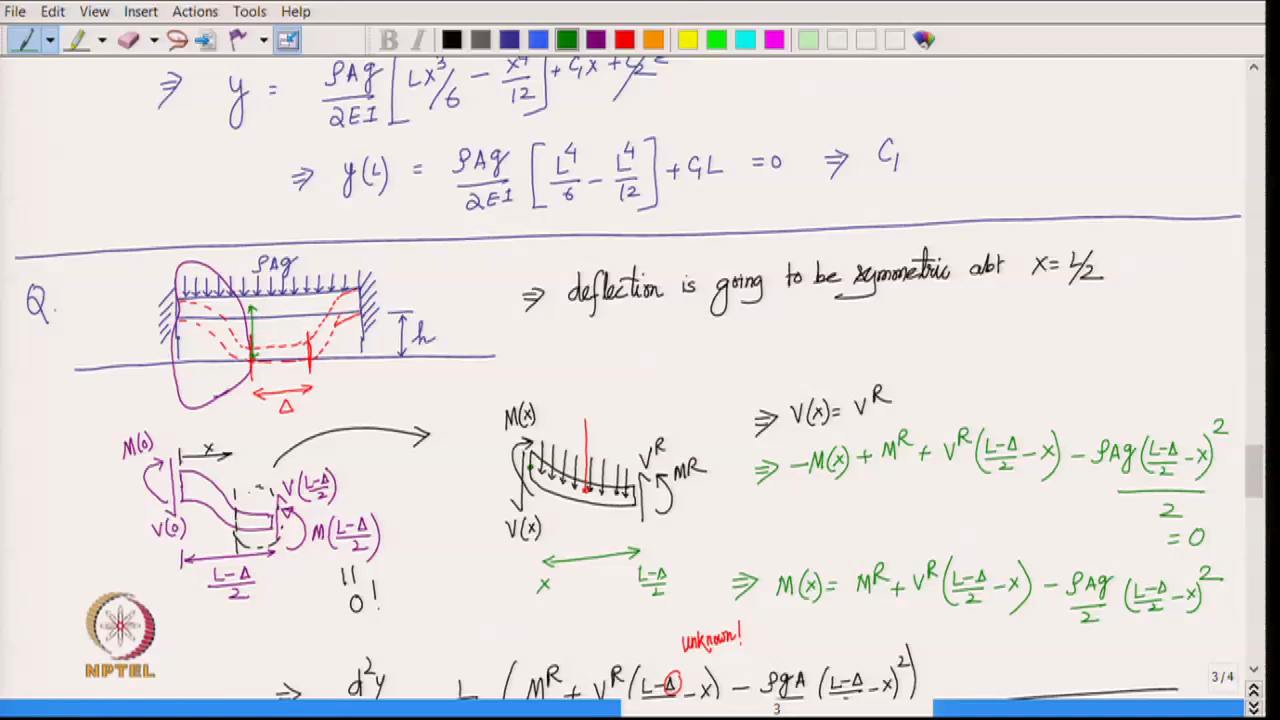 File Edit View Insert Actions Tools Help
B I
⇒ y = ρAg/2EI [Lx³/6 − x⁴/12] + C₁x + C₂
⇒ y(L) = ρAg/2EI [L⁴/6 − L⁴/12] + C₁L = 0 ⇒ C₁
Q.
ρAg
h
Δ
⇒ deflection is going to be symmetric abt x = L/2
M(0)
x
V(0)
V(L-Δ/2)
M(L-Δ/2)
L-Δ/2
=
0!
M(x)
V^R
M^R
V(x)
x
L-Δ/2
⇒ V(x) = V^R
⇒ -M(x) + M^R + V^R(L-Δ/2 - x) - ρAg(L-Δ/2 - x)²/2 = 0
⇒ M(x) = M^R + V^R(L-Δ/2 - x) - ρAg/2 (L-Δ/2 - x)²
unknown!
⇒ d²y (M^R + V^R(L-Δ - x) - ρgA (L-Δ - x)²)
NPTEL
3/4
3